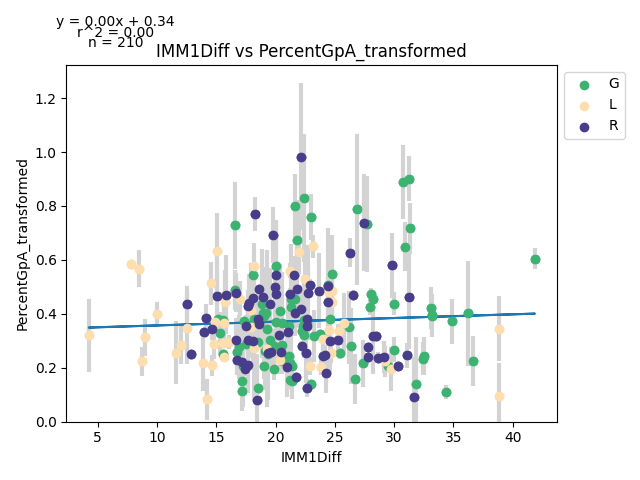 y = 0.00x + 0.34
r^2 = 0.00
n = 210
IMM1Diff vs PercentGpA_transformed
G
L
R
PercentGpA_transformed
1.2
1.0
0.8
0.6
0.4
0.2
0.0
5 10 15 20 25 30 35 40
IMM1Diff